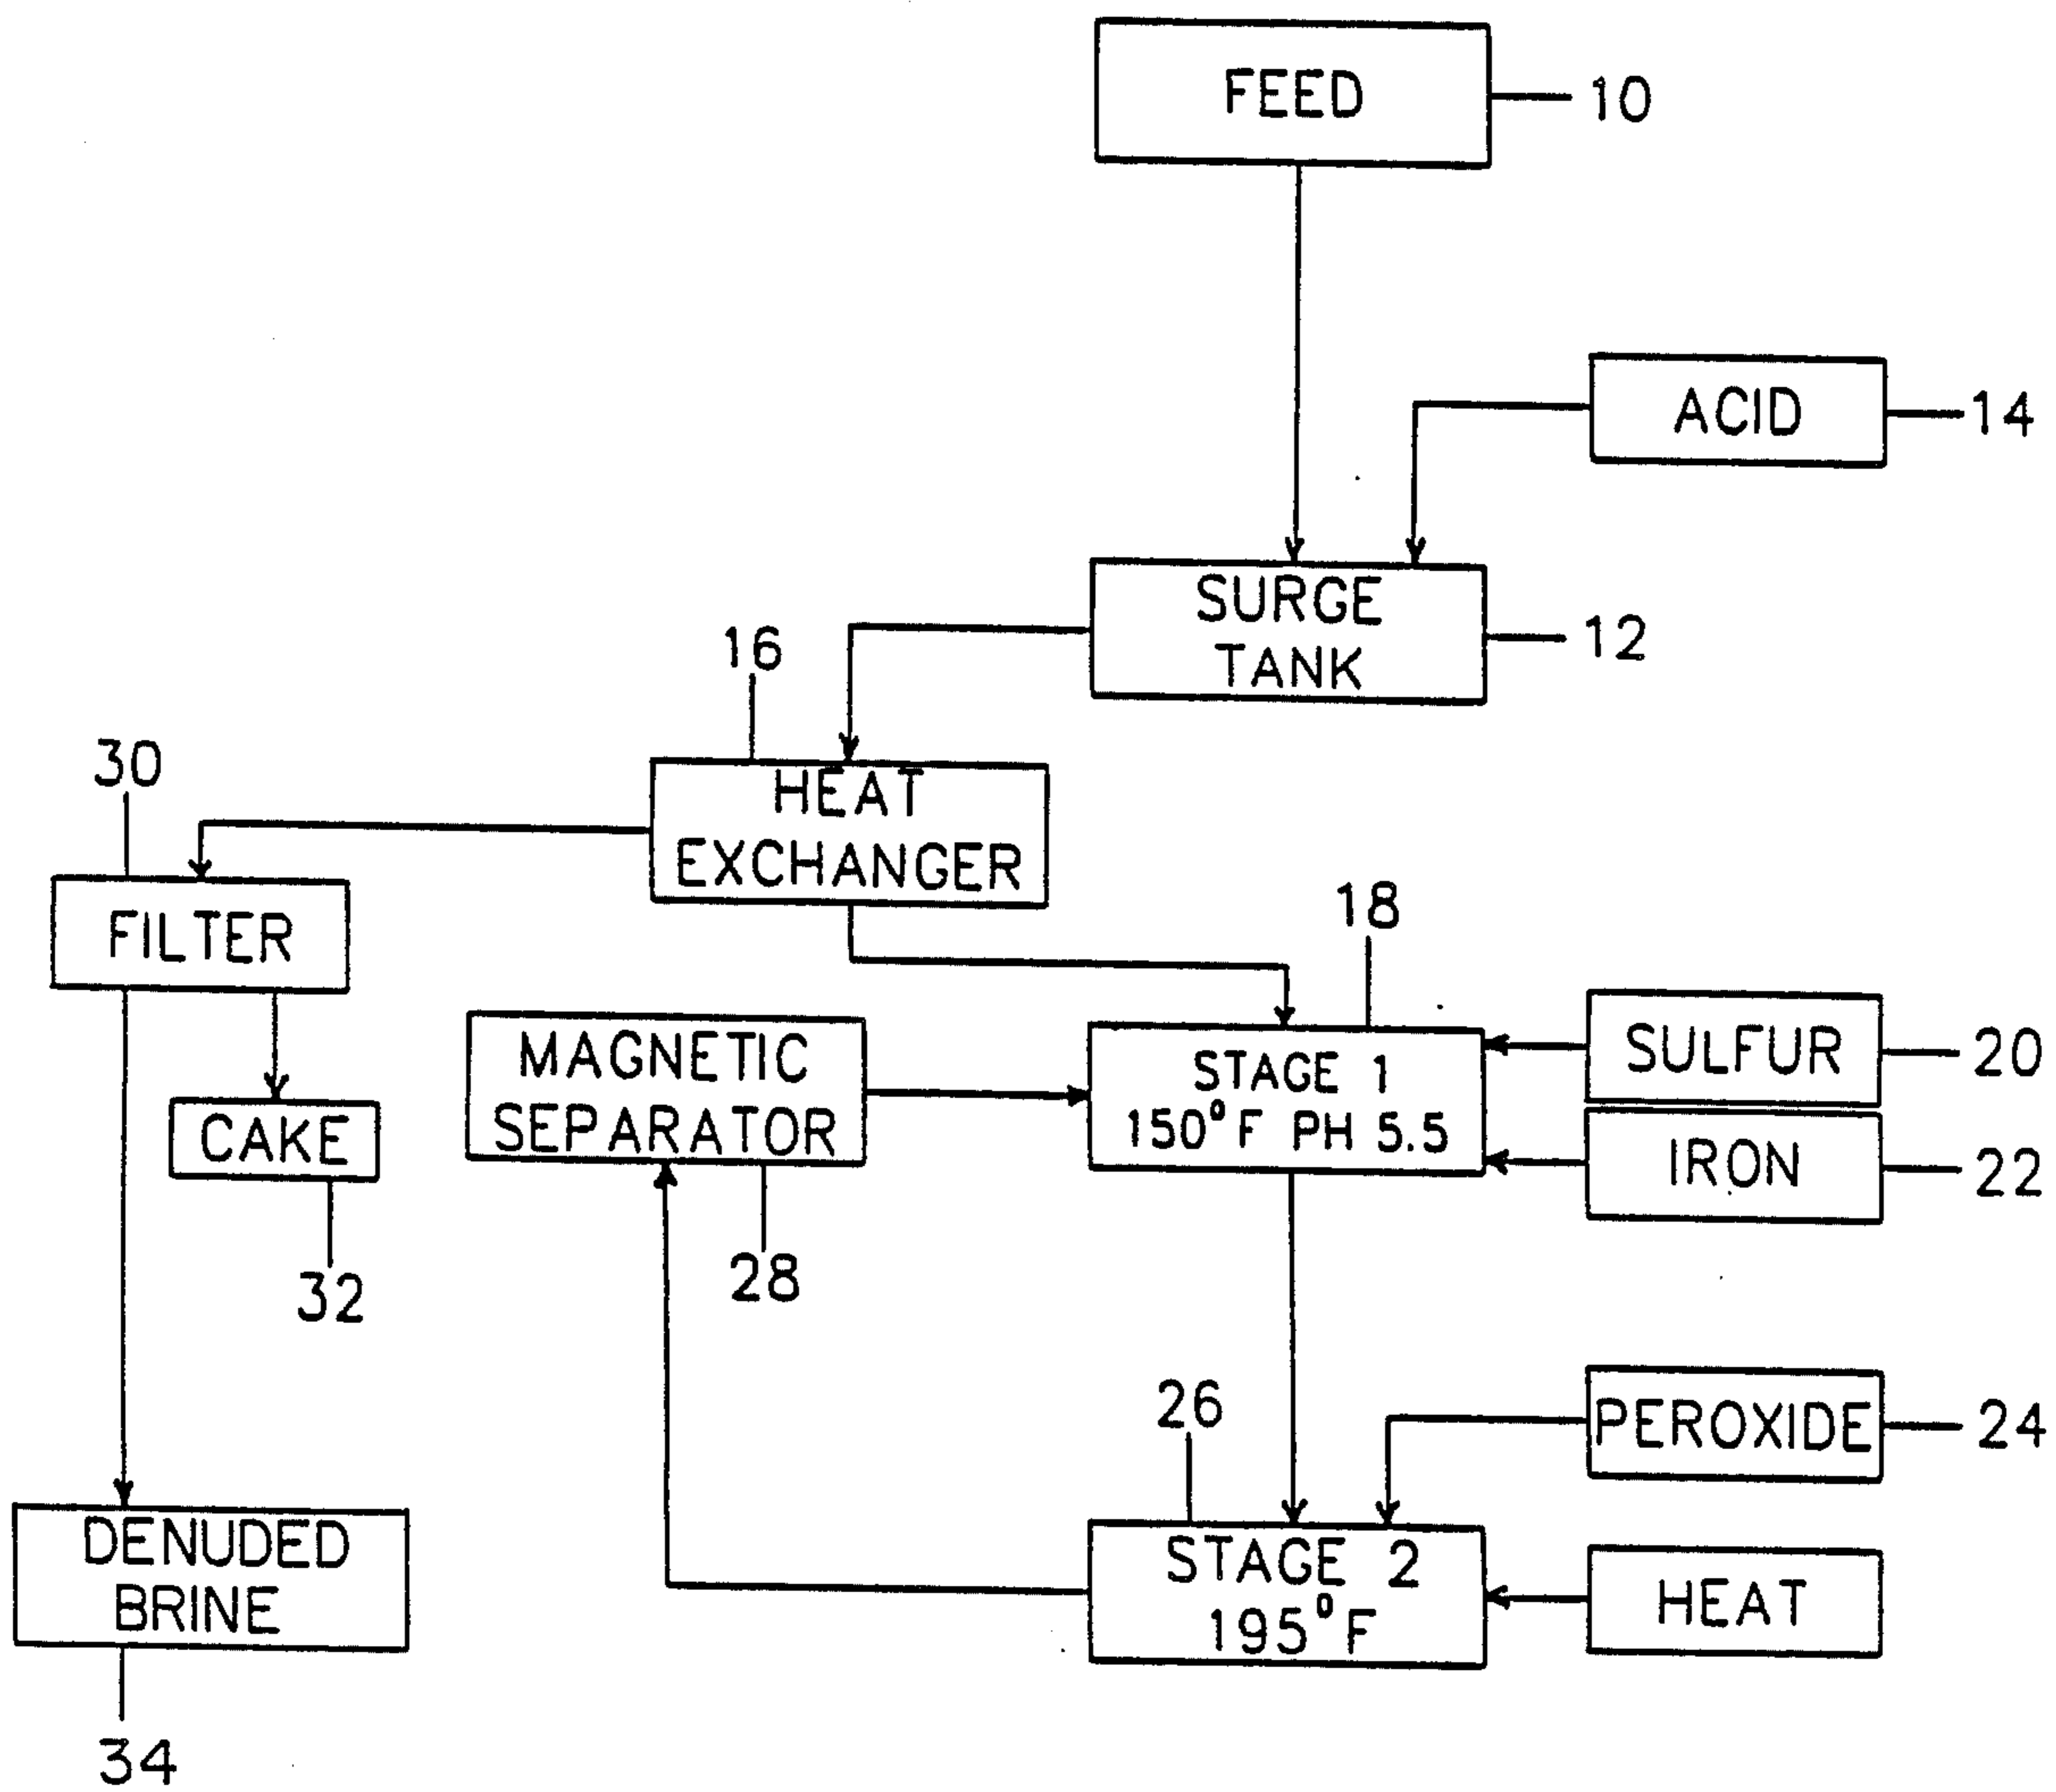 FEED
10
ACID
14
SURGE
TANK
12
16
HEAT
EXCHANGER
30
FILTER
18
MAGNETIC
SEPARATOR
28
STAGE 1
150°F PH 5.5
SULFUR
20
IRON
22
CAKE
32
PEROXIDE
24
26
STAGE 2
195°F
HEAT
DENUDED
BRINE
34